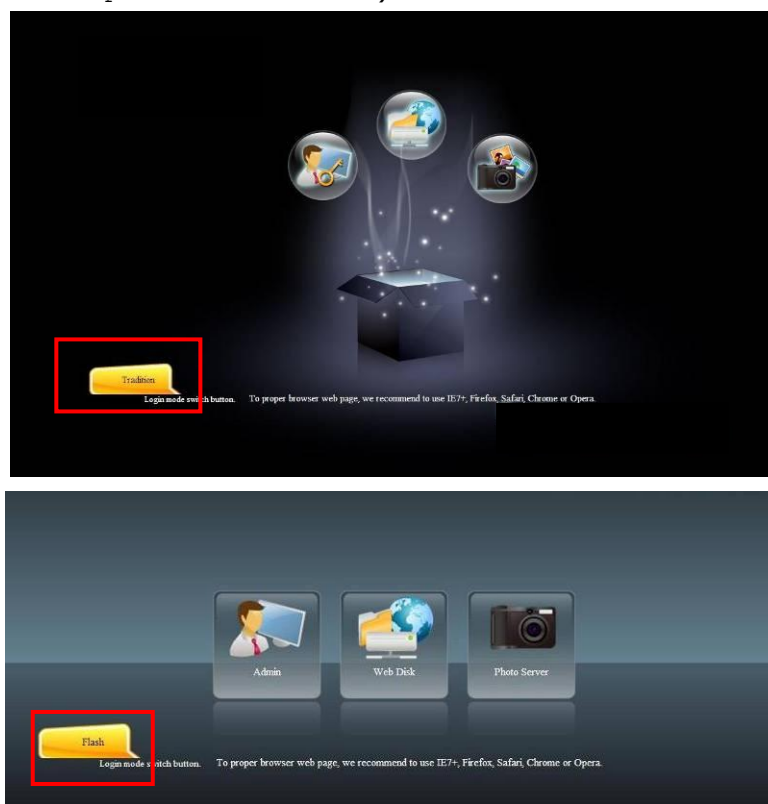 Tradition
Login mode switch button. To proper browser web page, we recommend to use IE7+, Firefox, Safari, Chrome or Opera.
Admin Web Disk Photo Server
Flash
Login mode switch button. To proper browser web page, we recommend to use IE7+, Firefox, Safari, Chrome or Opera.